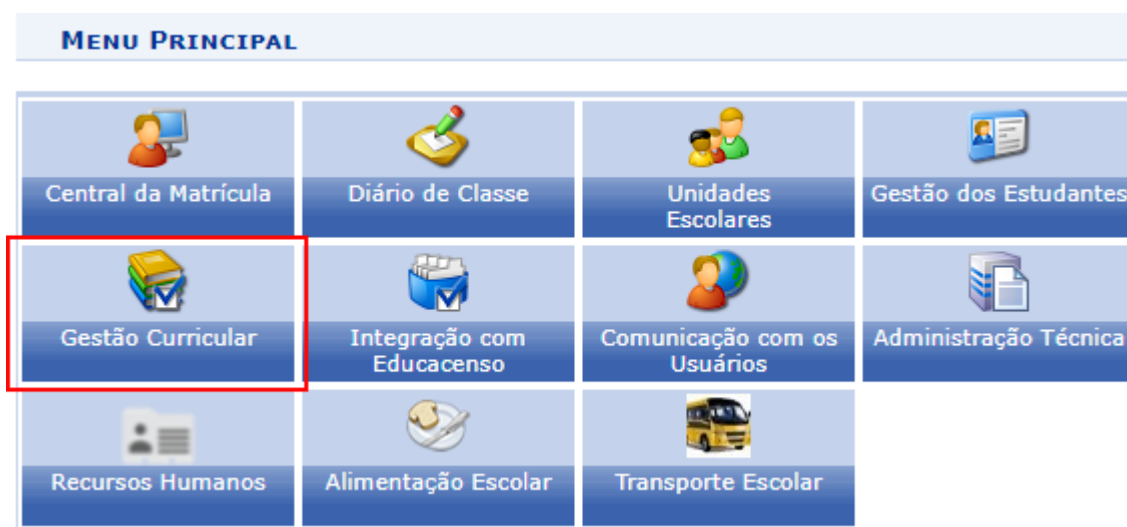 MENU PRINCIPAL
Central da Matrícula
Diário de Classe
Unidades
Escolares
Gestão dos Estudantes
Gestão Curricular
Integração com
Educacenso
Comunicação com os
Usuários
Administração Técnica
Recursos Humanos
Alimentação Escolar
Transporte Escolar